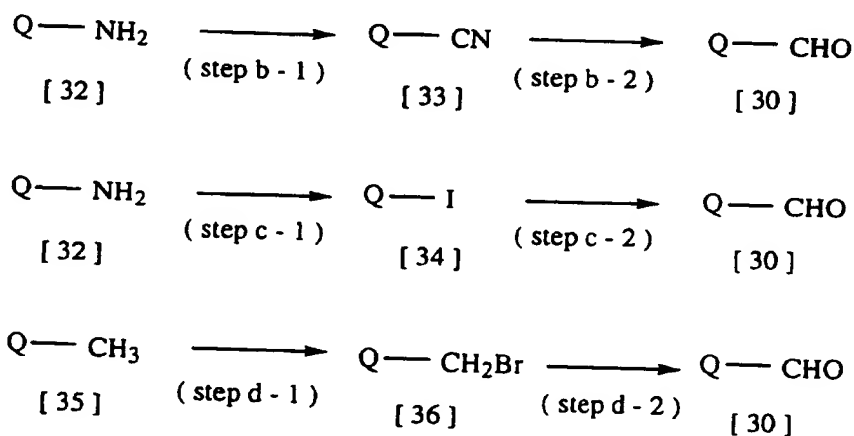 Q — NH₂ Q — CN Q — CHO
( step b - 1 ) ( step b - 2 )
[ 32 ] [ 33 ] [ 30 ]
Q — NH₂ Q — I Q — CHO
( step c - 1 ) ( step c - 2 )
[ 32 ] [ 34 ] [ 30 ]
Q — CH₃ Q — CH₂Br Q — CHO
( step d - 1 ) ( step d - 2 )
[ 35 ] [ 36 ] [ 30 ]